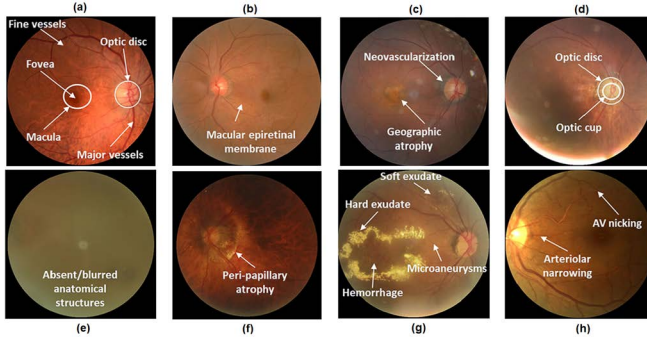 (a)
(b)
(c)
(d)
Fine vessels
Optic disc
Fovea
Macula
Major vessels
Macular epiretinal
membrane
Neovascularization
Geographic
atrophy
Optic disc
Optic cup
Absent/blurred
anatomical
structures
Peri-papillary
atrophy
Soft exudate
Hard exudate
Microaneurysms
Hemorrhage
AV nicking
Arteriolar
narrowing
(e)
(f)
(g)
(h)